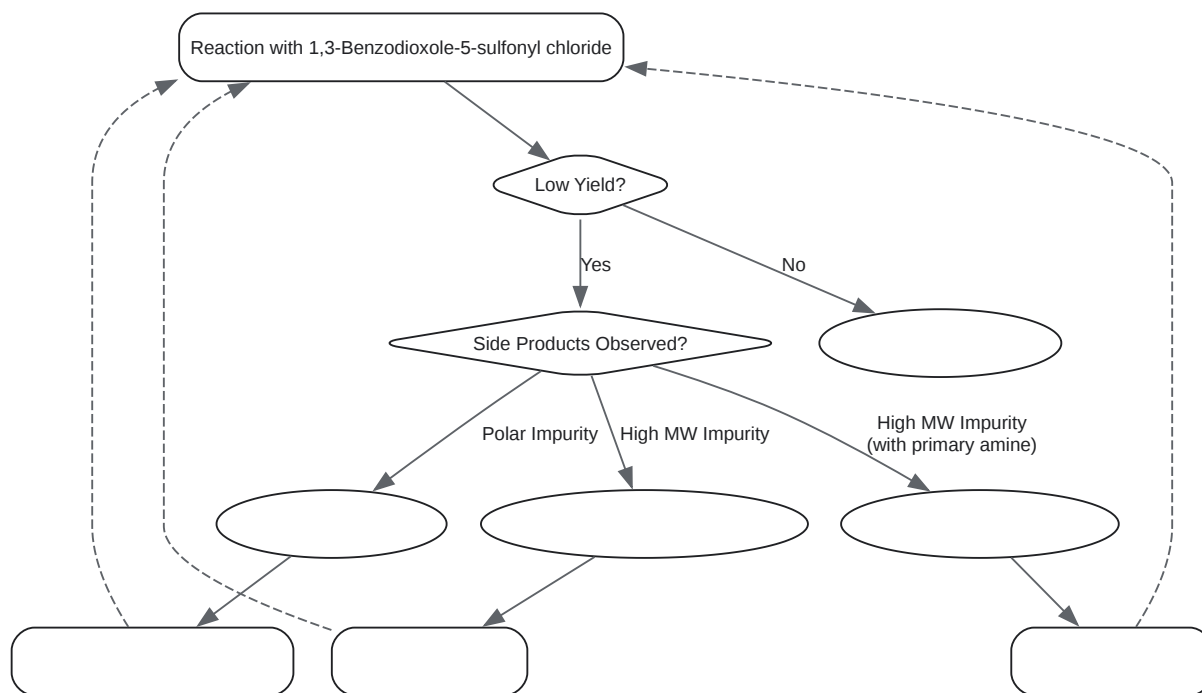 Reaction with 1,3-Benzodioxole-5-sulfonyl chloride
Low Yield?
Yes
No
Side Products Observed?
Polar Impurity
High MW Impurity
High MW Impurity
(with primary amine)